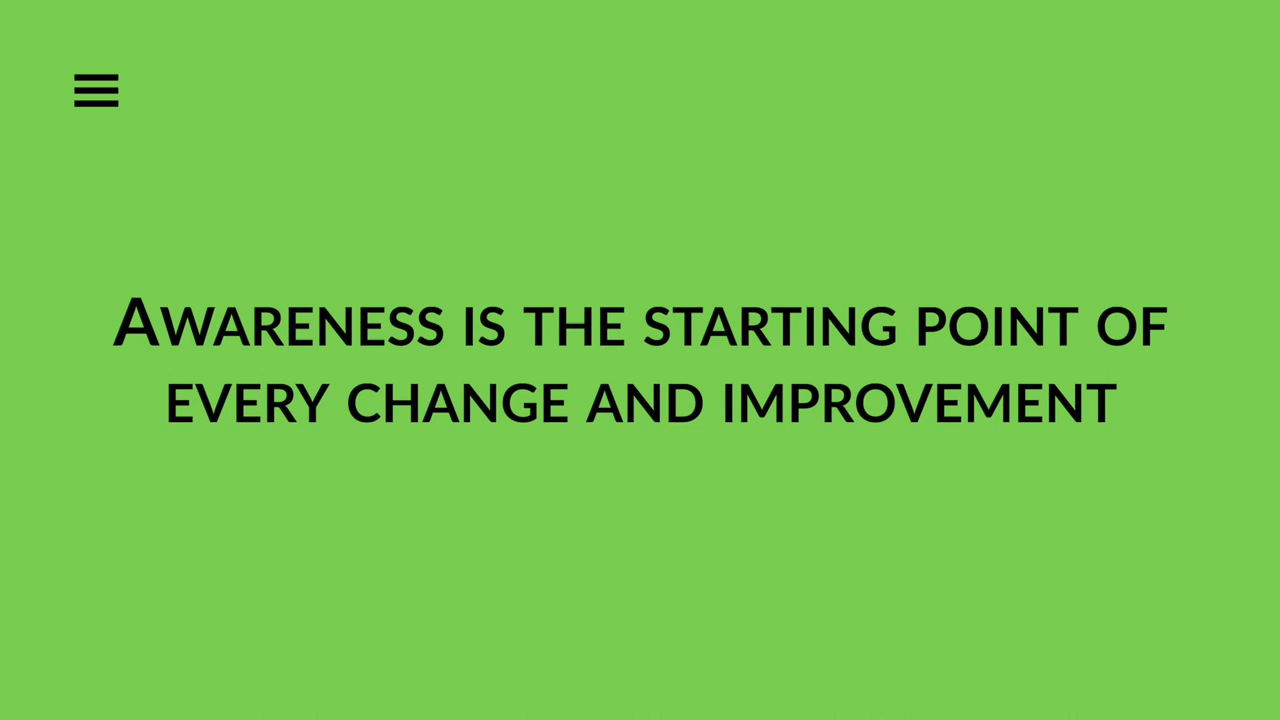 Awareness is the starting point of
every change and improvement